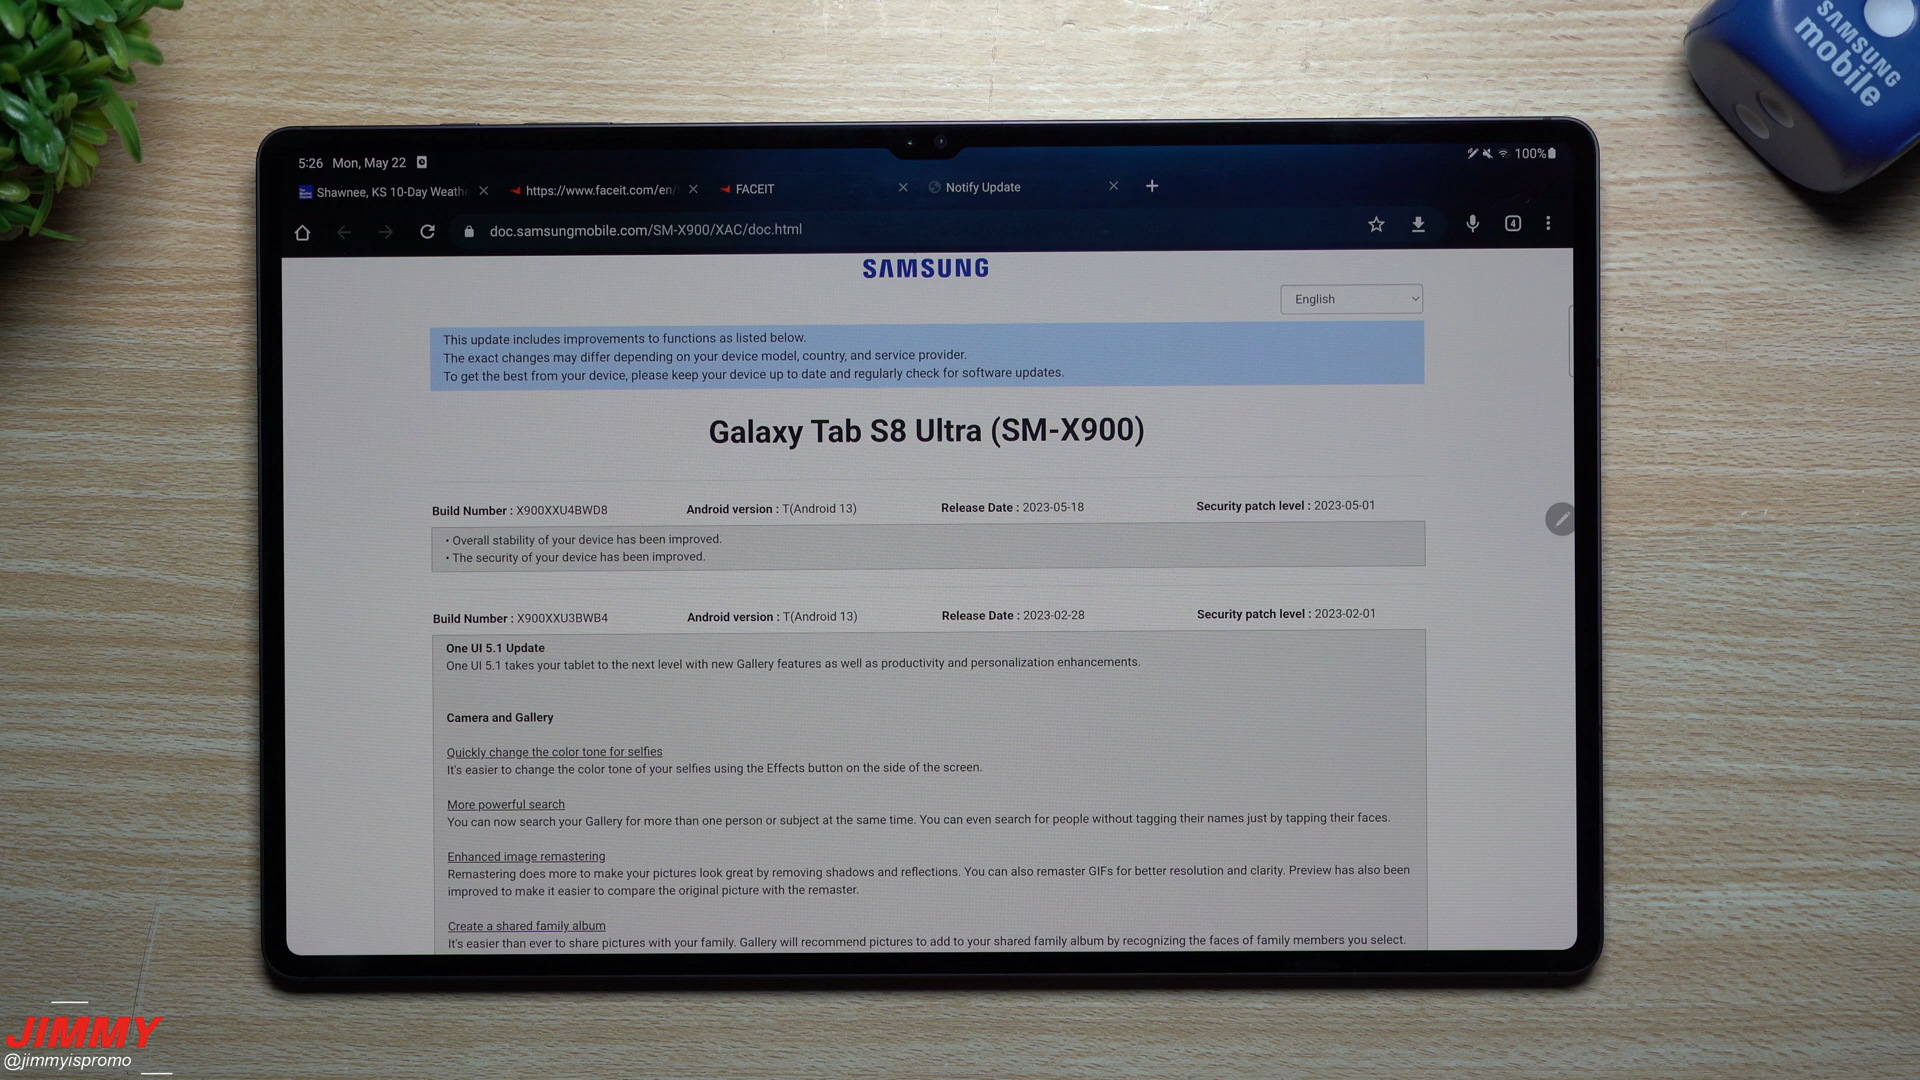 SAMSUNG
mobile
5:26 Mon, May 22
100%
Shawnee, KS 10-Day Weath
https://www.faceit.com/en/
FACEIT
Notify Update
doc.samsungmobile.com/SM-X900/XAC/doc.html
4
SAMSUNG
English
This update includes improvements to functions as listed below.
The exact changes may differ depending on your device model, country, and service provider.
To get the best from your device, please keep your device up to date and regularly check for software updates.
Galaxy Tab S8 Ultra (SM-X900)
Build Number : X900XXU4BWD8 Android version : T(Android 13) Release Date : 2023-05-18 Security patch level : 2023-05-01
• Overall stability of your device has been improved.
• The security of your device has been improved.
Build Number : X900XXU3BWB4 Android version : T(Android 13) Release Date : 2023-02-28 Security patch level : 2023-02-01
One UI 5.1 Update
One UI 5.1 takes your tablet to the next level with new Gallery features as well as productivity and personalization enhancements.
Camera and Gallery
Quickly change the color tone for selfies
It's easier to change the color tone of your selfies using the Effects button on the side of the screen.
More powerful search
You can now search your Gallery for more than one person or subject at the same time. You can even search for people without tagging their names just by tapping their faces.
Enhanced image remastering
Remastering does more to make your pictures look great by removing shadows and reflections. You can also remaster GIFs for better resolution and clarity. Preview has also been
improved to make it easier to compare the original picture with the remaster.
Create a shared family album
It's easier than ever to share pictures with your family. Gallery will recommend pictures to add to your shared family album by recognizing the faces of family members you select.
JIMMY
@jimmyispromo